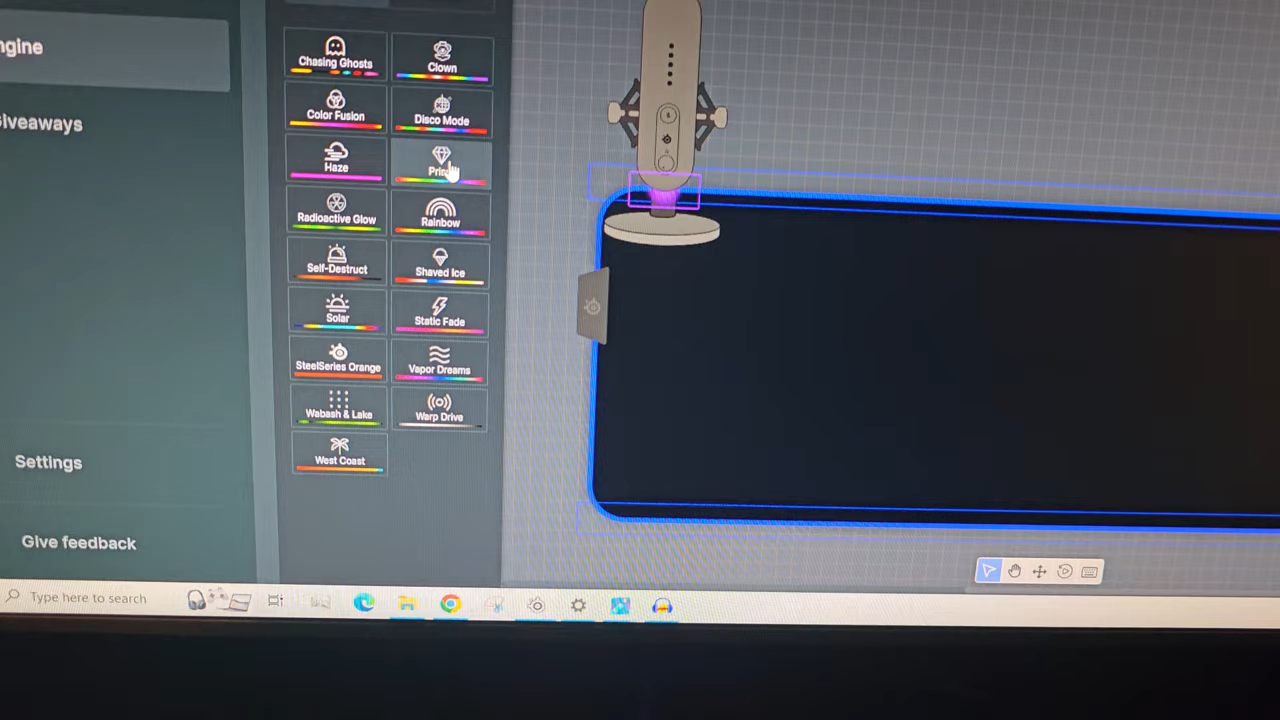 ngine
iveaways
Settings
Give feedback
Chasing Ghosts
Clown
Color Fusion
Disco Mode
Haze
Radioactive Glow
Rainbow
Self-Destruct
Shaved Ice
Solar
Static Fade
SteelSeries Orange
Vapor Dreams
Wabash & Lake
Warp Drive
West Coast
Type here to search